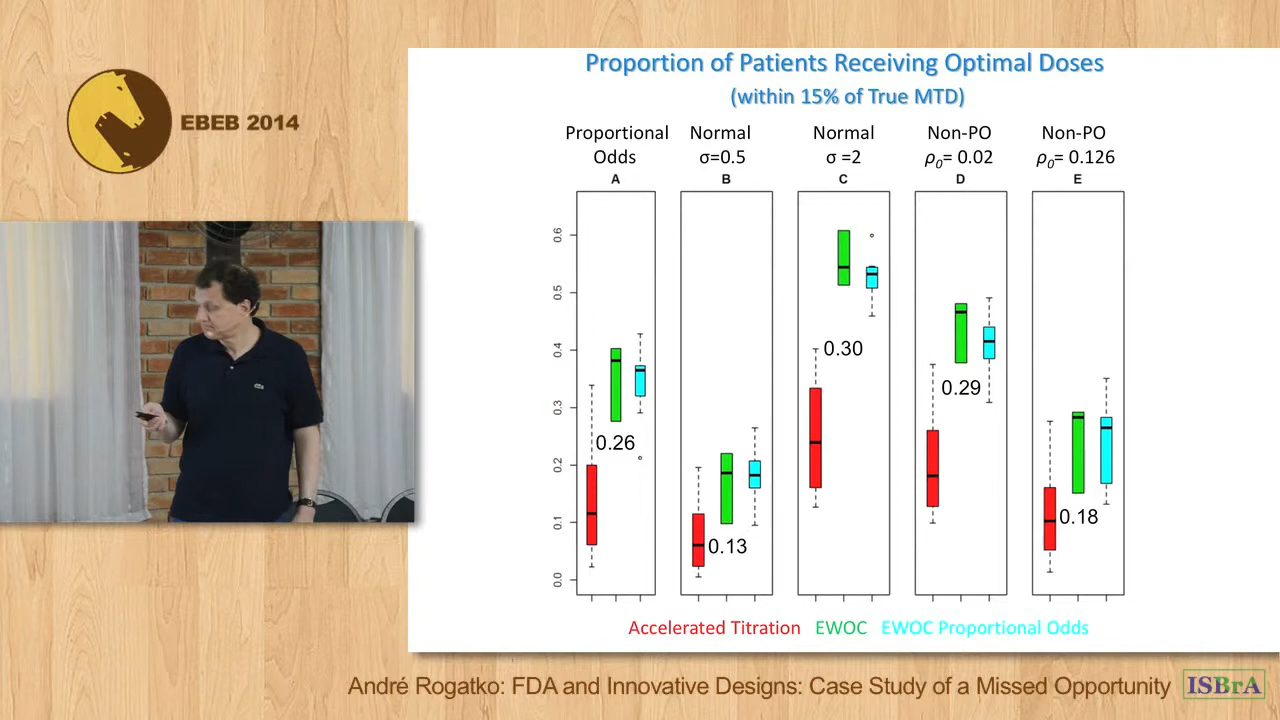 EBEB 2014
Proportion of Patients Receiving Optimal Doses
(within 15% of True MTD)
Proportional
Odds
Normal
σ=0.5
Normal
σ =2
Non-PO
ρ0= 0.02
Non-PO
ρ0= 0.126
A
B
C
D
E
0.6
0.5
0.4
0.3
0.2
0.1
0.0
0.26
0.13
0.30
0.29
0.18
Accelerated Titration EWOC EWOC Proportional Odds
André Rogatko: FDA and Innovative Designs: Case Study of a Missed Opportunity
ISBrA